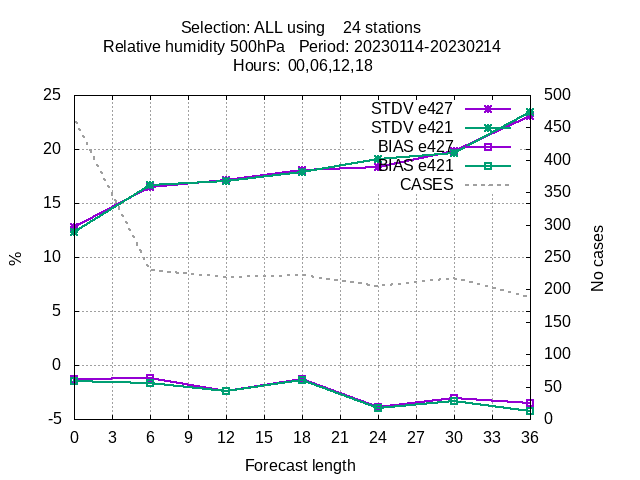 Selection: ALL using    24 stations
Relative humidity 500hPa   Period: 20230114-20230214
Hours:  00,06,12,18
25
20
15
10
5
0
-5
%
500
450
400
350
300
250
200
150
100
50
0
No cases
STDV e427
STDV e421
BIAS e427
BIAS e421
CASES
0 3 6 9 12 15 18 21 24 27 30 33 36
Forecast length